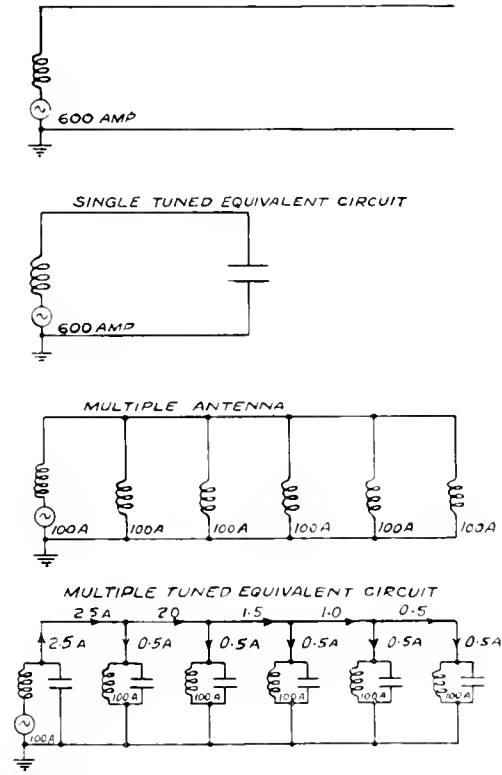 600 AMP
SINGLE TUNED EQUIVALENT CIRCUIT
600 AMP
MULTIPLE ANTENNA
100A 100A 100A 100A 100A 100A
MULTIPLE TUNED EQUIVALENT CIRCUIT
2.5A 2.0 1.5 1.0 0.5
2.5A 0.5A 0.5A 0.5A 0.5A 0.5A
100A 100A 100A 100A 100A
100A